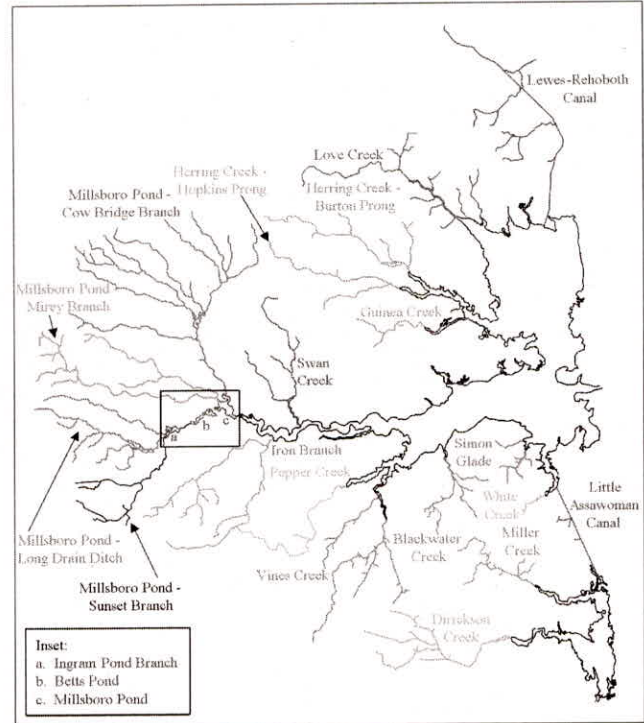 Lewes-Rehoboth
Canal
Love Creek
Herring Creek -
Hopkins Prong
Herring Creek -
Burton Prong
Millsboro Pond -
Cow Bridge Branch
Millsboro Pond -
Mirey Branch
Guinea Creek
Swan
Creek
a
b
c
Iron Branch
Pepper Creek
Simon
Glade
White
Creek
Little
Assawoman
Canal
Miller
Creek
Blackwater
Creek
Vines Creek
Millsboro Pond -
Long Drain Ditch
Millsboro Pond -
Sunset Branch
Dirickson
Creek
Inset:
a. Ingram Pond Branch
b. Betts Pond
c. Millsboro Pond